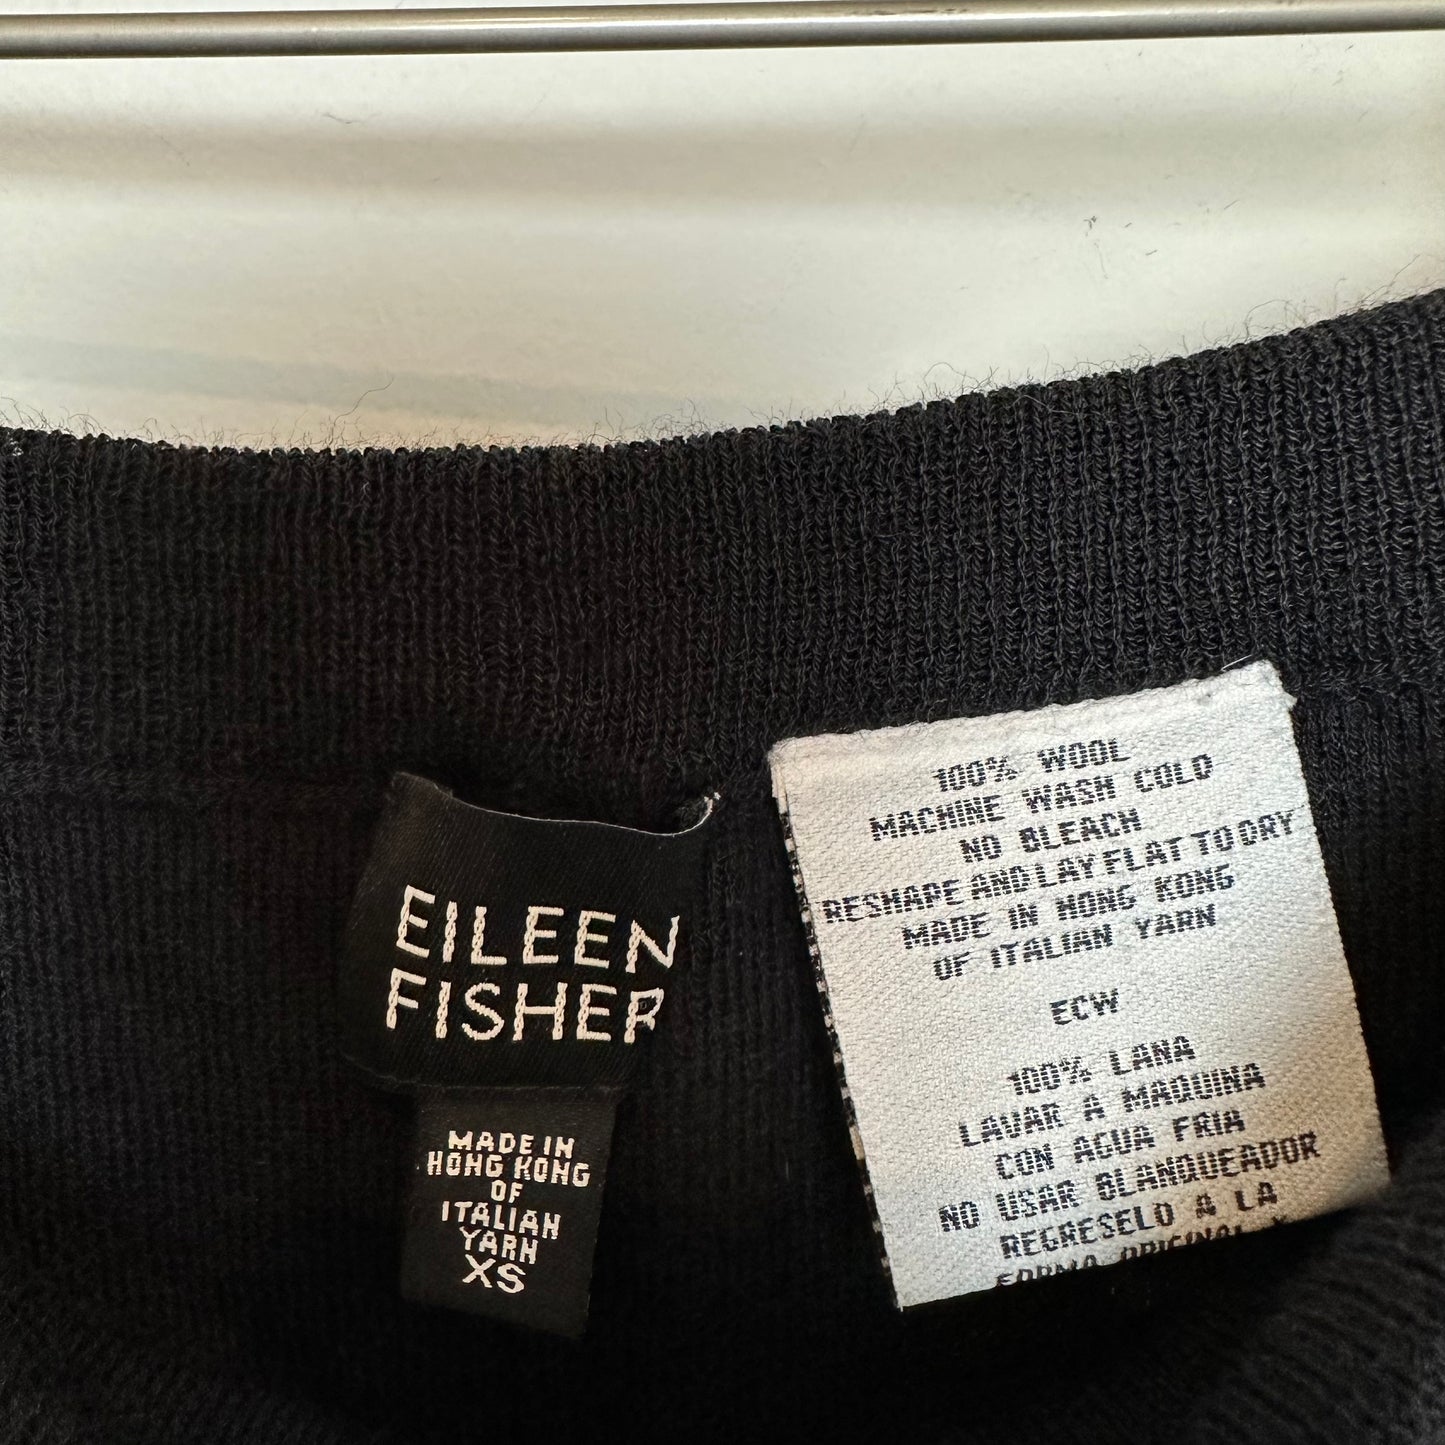 EILEEN
FISHER
MADE IN
HONG KONG
OF
ITALIAN
YARN
XS
100% WOOL
MACHINE WASH COLD
NO BLEACH
RESHAPE AND LAY FLAT TO DRY
MADE IN HONG KONG
OF ITALIAN YARN
ECW
100% LANA
LAVAR A MAQUINA
CON AGUA FRIA
NO USAR BLANQUEADOR
REGRESELO A LA
FORMA ORIGINAL